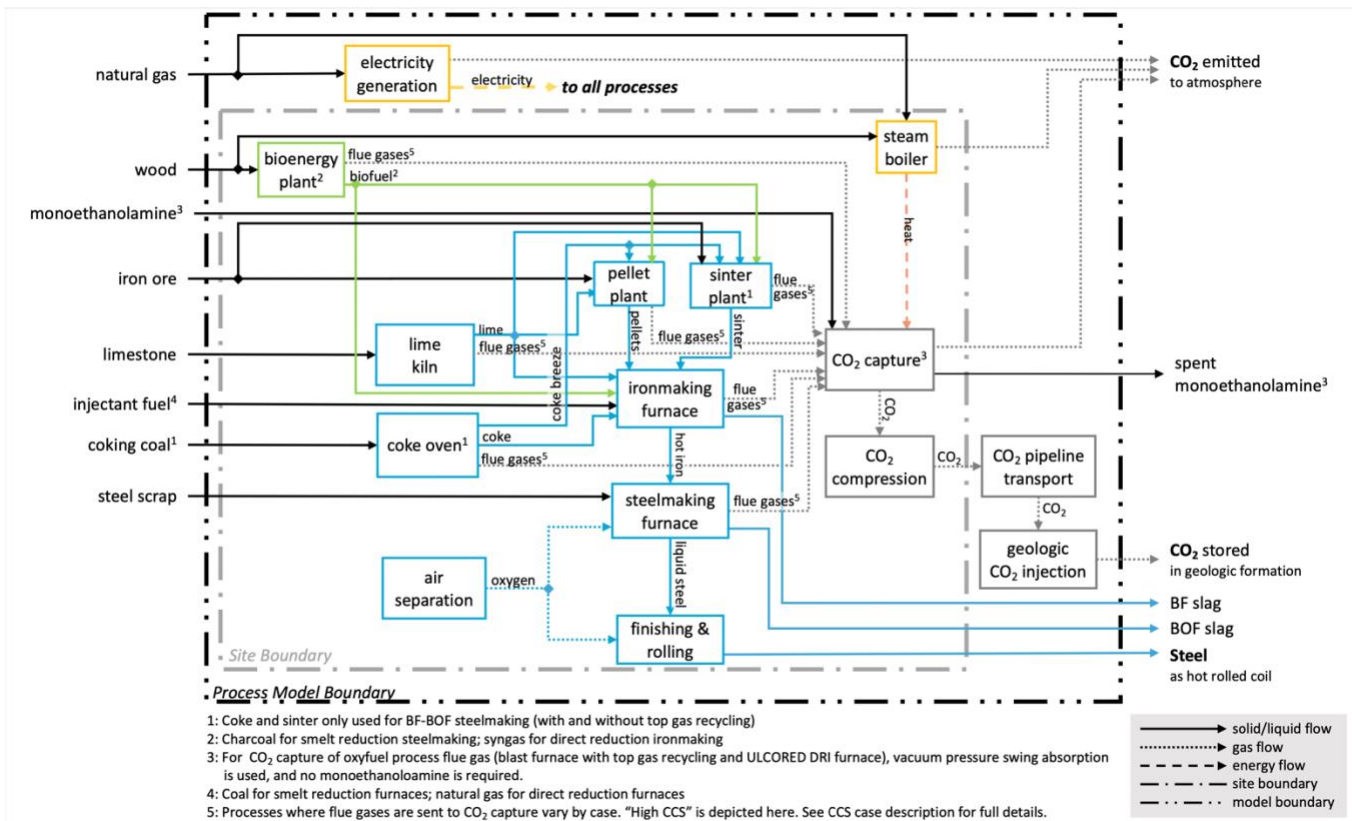 natural gas
electricity
generation
electricity
to all processes
CO₂ emitted
to atmosphere
steam
boiler
wood
bioenergy
plant²
flue gases⁵
biofuel²
monoethanolamine³
heat
iron ore
pellet
plant
sinter
plant¹
flue
gases⁵
pellets
sinter
limestone
lime
kiln
lime
flue gases⁵
flue gases⁵
coke breeze
CO₂ capture³
spent
monoethanolamine³
injectant fuel⁴
ironmaking
furnace
flue
gases⁵
CO₂
coking coal¹
coke oven¹
coke
flue gases⁵
hot iron
CO₂
compression
CO₂
CO₂ pipeline
transport
steel scrap
steelmaking
furnace
flue gases⁵
CO₂
air
separation
oxygen
liquid steel
geologic
CO₂ injection
CO₂ stored
in geologic formation
BF slag
finishing &
rolling
BOF slag
Steel
as hot rolled coil
Site Boundary
Process Model Boundary
1: Coke and sinter only used for BF-BOF steelmaking (with and without top gas recycling)
2: Charcoal for smelt reduction steelmaking; syngas for direct reduction ironmaking
3: For CO₂ capture of oxyfuel process flue gas (blast furnace with top gas recycling and ULCORED DRI furnace), vacuum pressure swing absorption
is used, and no monoethanoloamine is required.
4: Coal for smelt reduction furnaces; natural gas for direct reduction furnaces
5: Processes where flue gases are sent to CO₂ capture vary by case. “High CCS” is depicted here. See CCS case description for full details.
solid/liquid flow
gas flow
energy flow
site boundary
model boundary